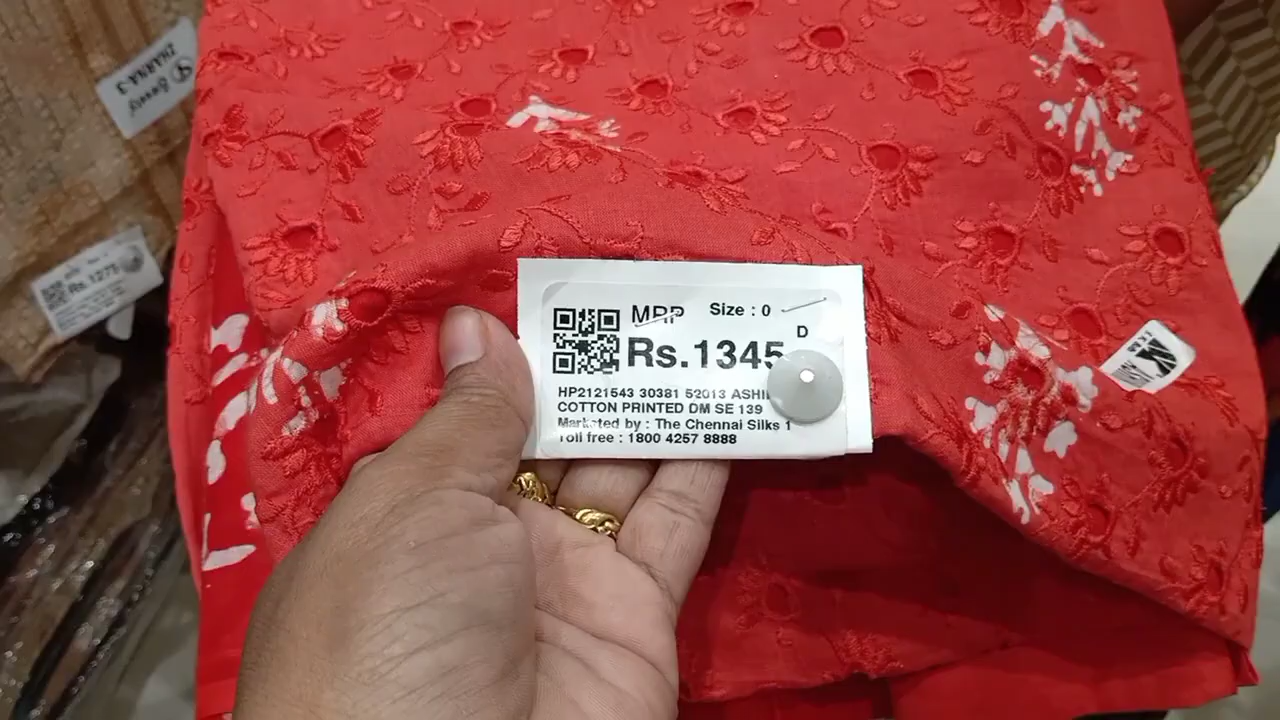 MRP Size : 0
D
Rs.1345
HP2121543 30381 52013
COTTON PRINTED DM SE 139
Marketed by : The Chennai Silks 1
Toll free : 1800 4257 8888
ZHARNA-3
Rs.1275